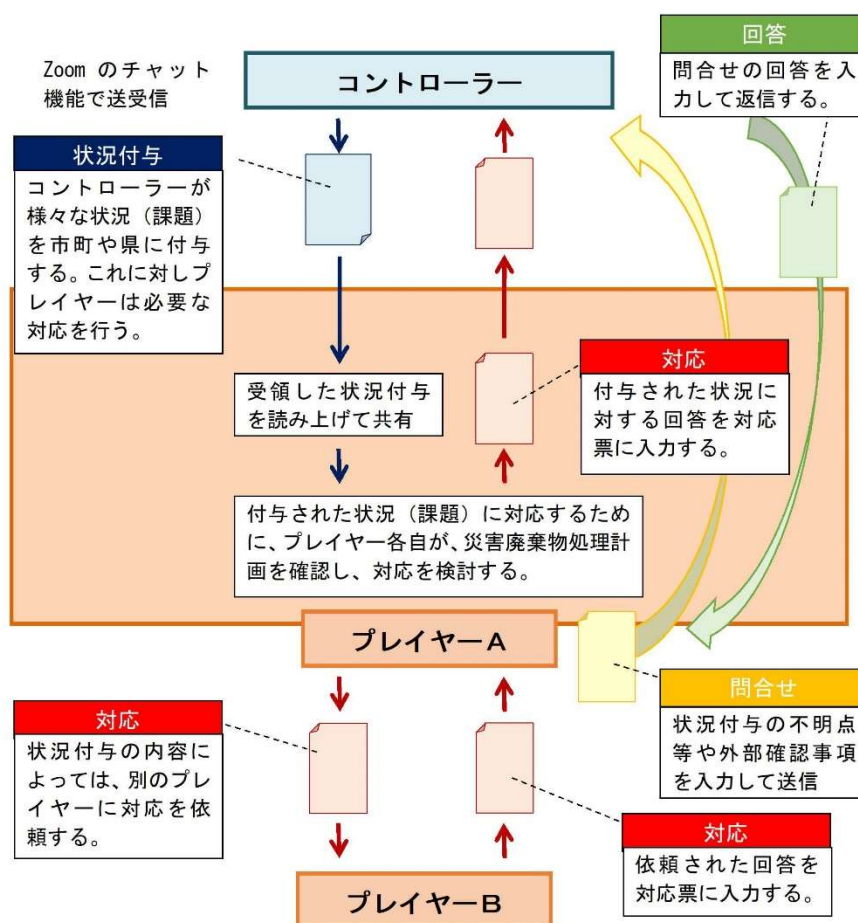 Zoom のチャット
機能で送受信
コントローラー
回答
問合せの回答を入
力して返信する。
状況付与
コントローラーが
様々な状況（課題）
を市町や県に付与
する。これに対しプ
レイヤーは必要な
対応を行う。
受領した状況付与
を読み上げて共有
対応
付与された状況に
対する回答を対応
票に入力する。
付与された状況（課題）に対応するため
に、プレイヤー各自が、災害廃棄物処理計
画を確認し、対応を検討する。
プレイヤーA
問合せ
状況付与の不明点
等や外部確認事項
を入力して送信
対応
状況付与の内容に
よっては、別のプレ
イヤーに対応を依
頼する。
対応
依頼された回答を
対応票に入力する。
プレイヤーB